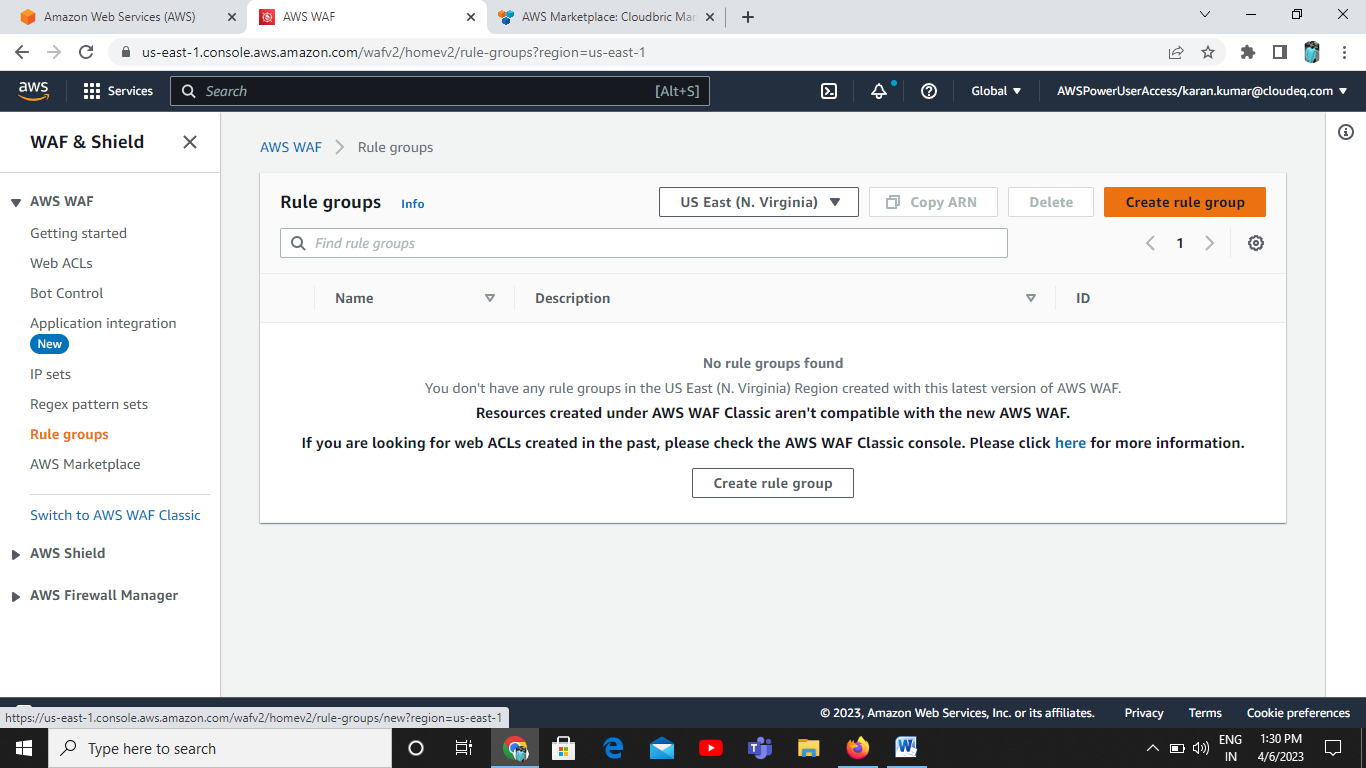 Amazon Web Services (AWS)
AWS WAF
AWS Marketplace: Cloudbric Mar
us-east-1.console.aws.amazon.com/wafv2/homev2/rule-groups?region=us-east-1
aws
Services
Search
[Alt+S]
Global
AWSPowerUserAccess/karan.kumar@cloudeq.com
WAF & Shield
AWS WAF
Getting started
Web ACLs
Bot Control
Application integration
New
IP sets
Regex pattern sets
Rule groups
AWS Marketplace
Switch to AWS WAF Classic
AWS Shield
AWS Firewall Manager
AWS WAF > Rule groups
Rule groups Info
US East (N. Virginia)
Copy ARN
Delete
Create rule group
Find rule groups
1
Name
Description
ID
No rule groups found
You don't have any rule groups in the US East (N. Virginia) Region created with this latest version of AWS WAF.
Resources created under AWS WAF Classic aren't compatible with the new AWS WAF.
If you are looking for web ACLs created in the past, please check the AWS WAF Classic console. Please click here for more information.
Create rule group
https://us-east-1.console.aws.amazon.com/wafv2/homev2/rule-groups/new?region=us-east-1
© 2023, Amazon Web Services, Inc. or its affiliates.
Privacy
Terms
Cookie preferences
Type here to search
ENG
IN
1:30 PM
4/6/2023